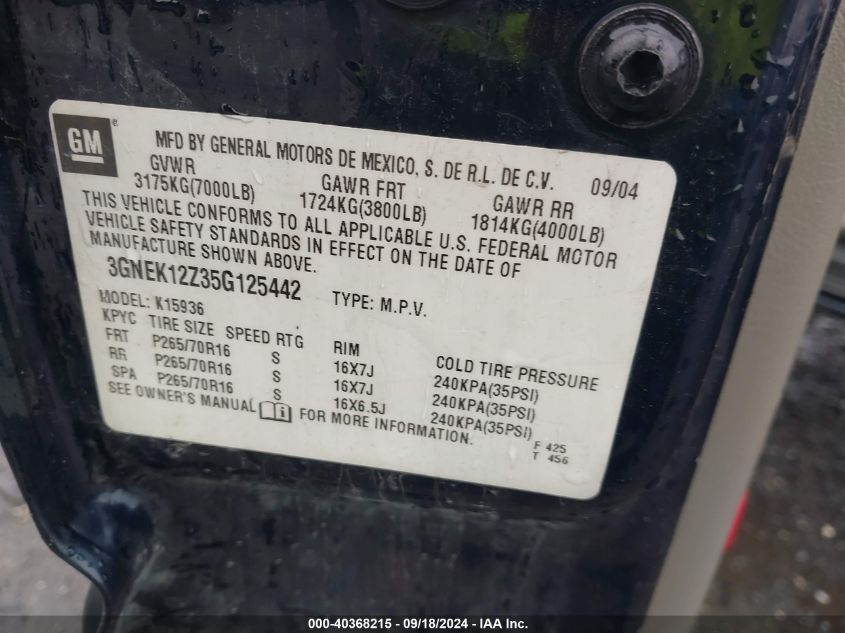 GM®
MFD BY GENERAL MOTORS DE MEXICO, S. DE R.L. DE C.V. 09/04
GVWR GAWR FRT GAWR RR
3175KG(7000LB) 1724KG(3800LB) 1814KG(4000LB)
THIS VEHICLE CONFORMS TO ALL APPLICABLE U.S. FEDERAL MOTOR
VEHICLE SAFETY STANDARDS IN EFFECT ON THE DATE OF
MANUFACTURE SHOWN ABOVE.
3GNEK12Z35G125442 TYPE: M.P.V.
MODEL: K15936
KPYC TIRE SIZE SPEED RTG RIM COLD TIRE PRESSURE
FRT P265/70R16 S 16X7J 240KPA(35PSI)
RR P265/70R16 S 16X7J 240KPA(35PSI)
SPA P265/70R16 S 16X6.5J 240KPA(35PSI)
SEE OWNER'S MANUAL FOR MORE INFORMATION.
F 425
T 456
000-40368215 - 09/18/2024 - IAA Inc.